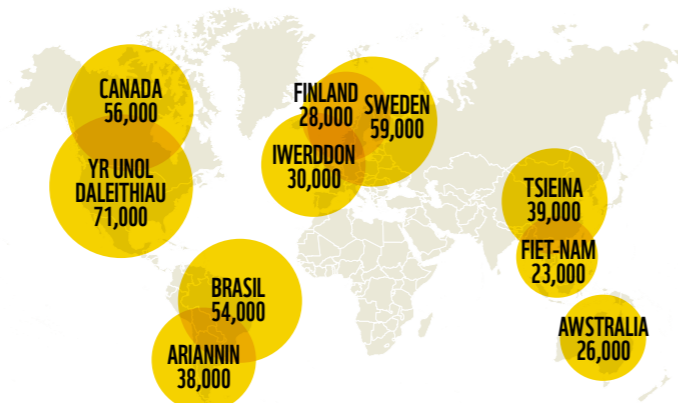 CANADA
56,000
YR UNOL
DALEITHIAU
71,000
FINLAND
28,000
SWEDEN
59,000
IWERDDON
30,000
TSIEINA
39,000
FIET-NAM
23,000
BRASIL
54,000
ARIANNIN
38,000
AWSTRALIA
26,000